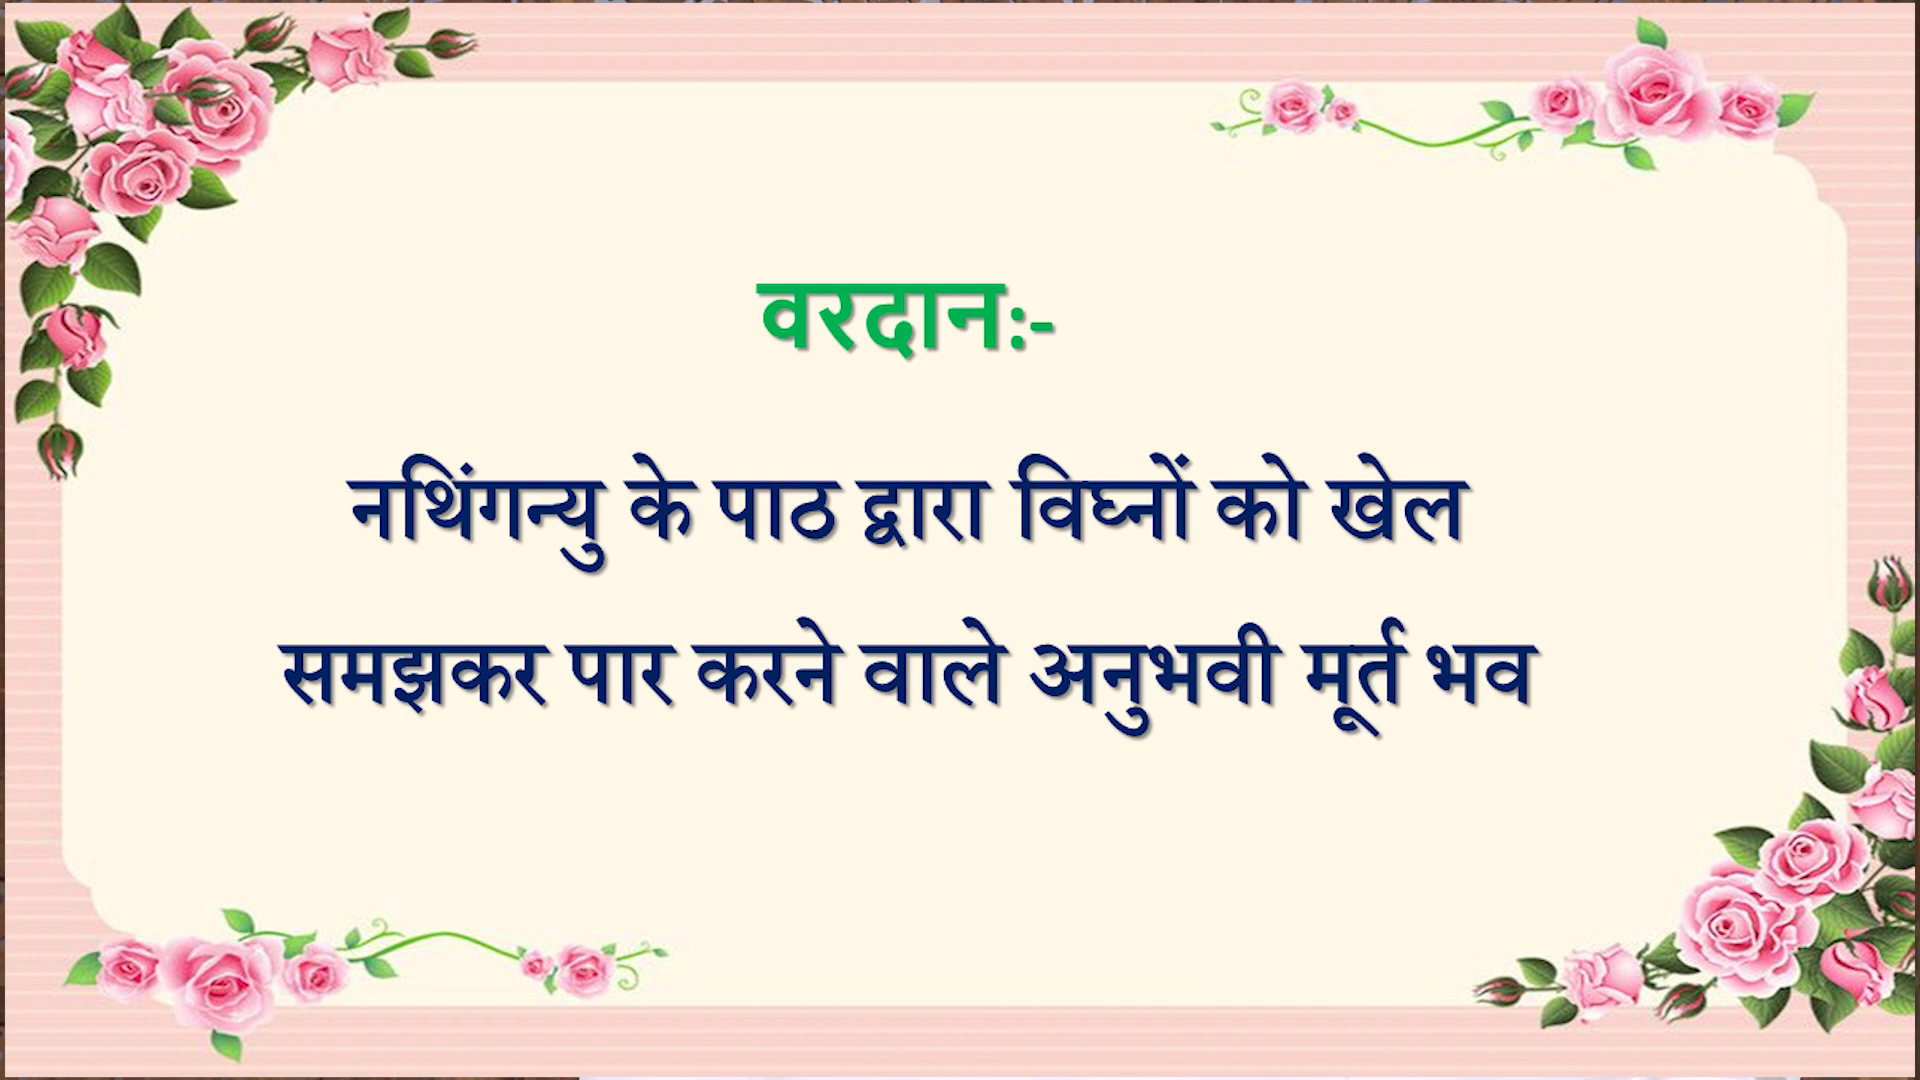 वरदान:-
नथिंगन्यु के पाठ द्वारा विघ्नों को खेल
समझकर पार करने वाले अनुभवी मूर्त भव